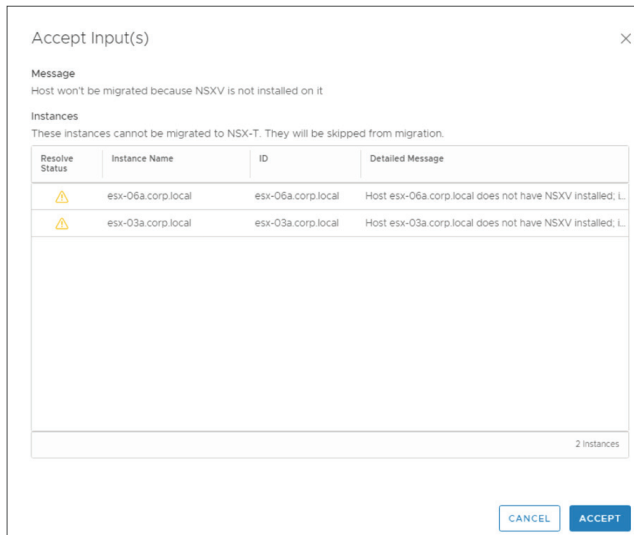 Accept Input(s)
Message
Host won't be migrated because NSXV is not installed on it
Instances
These instances cannot be migrated to NSX-T. They will be skipped from migration.
Resolve Status Instance Name ID Detailed Message
esx-06a.corp.local esx-06a.corp.local Host esx-06a.corp.local does not have NSXV installed; i...
esx-03a.corp.local esx-03a.corp.local Host esx-03a.corp.local does not have NSXV installed; i...
2 Instances
CANCEL ACCEPT